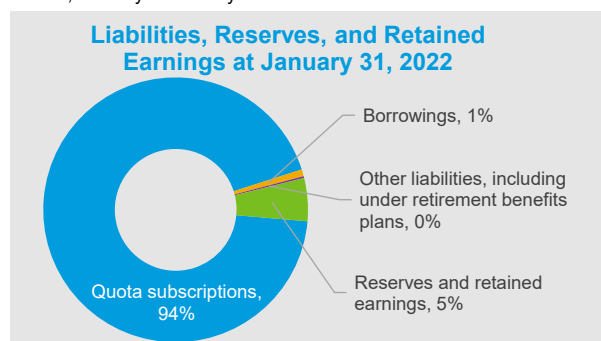 Liabilities, Reserves, and Retained
Earnings at January 31, 2022
Borrowings, 1%
Other liabilities, including
under retirement benefits
plans, 0%
Reserves and retained
earnings, 5%
Quota subscriptions,
94%